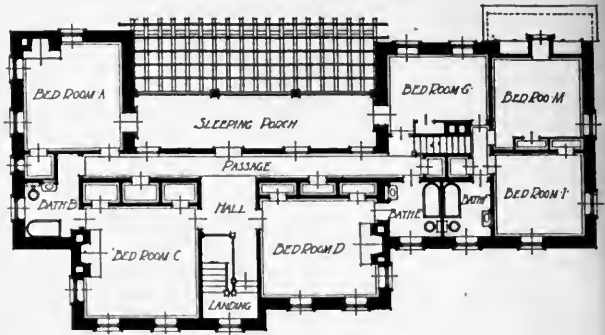 BED ROOM A
BED ROOM G
BED ROOM
SLEEPING PORCH
PASSAGE
BATH B
HALL
BATH E
BATH
BED ROOM
BED ROOM C
BED ROOM D
LANDING